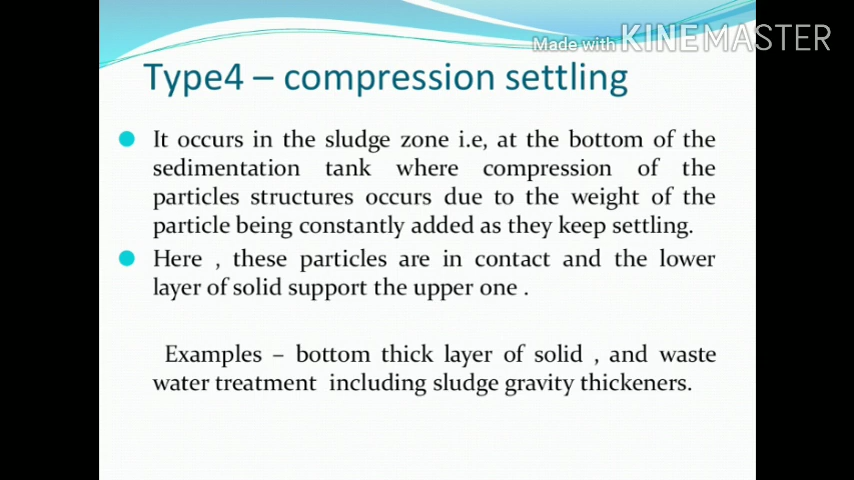 Made with KINEMASTER
Type4 – compression settling
It occurs in the sludge zone i.e, at the bottom of the
sedimentation tank where compression of the
particles structures occurs due to the weight of the
particle being constantly added as they keep settling.
Here , these particles are in contact and the lower
layer of solid support the upper one .
Examples – bottom thick layer of solid , and waste
water treatment including sludge gravity thickeners.